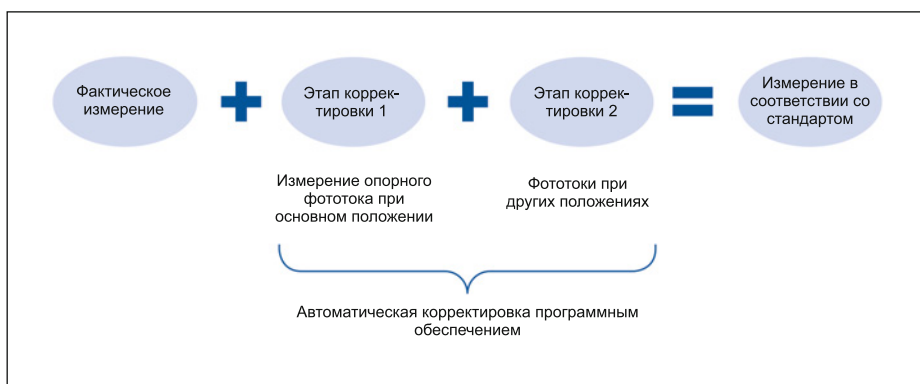 Фактическое
измерение
+
Этап коррек-
тировки 1
+
Этап коррек-
тировки 2
=
Измерение в
соответствии со
стандартом
Измерение опорного
фототока при
основном положении
Фототоки при
других положениях
Автоматическая корректировка программным
обеспечением